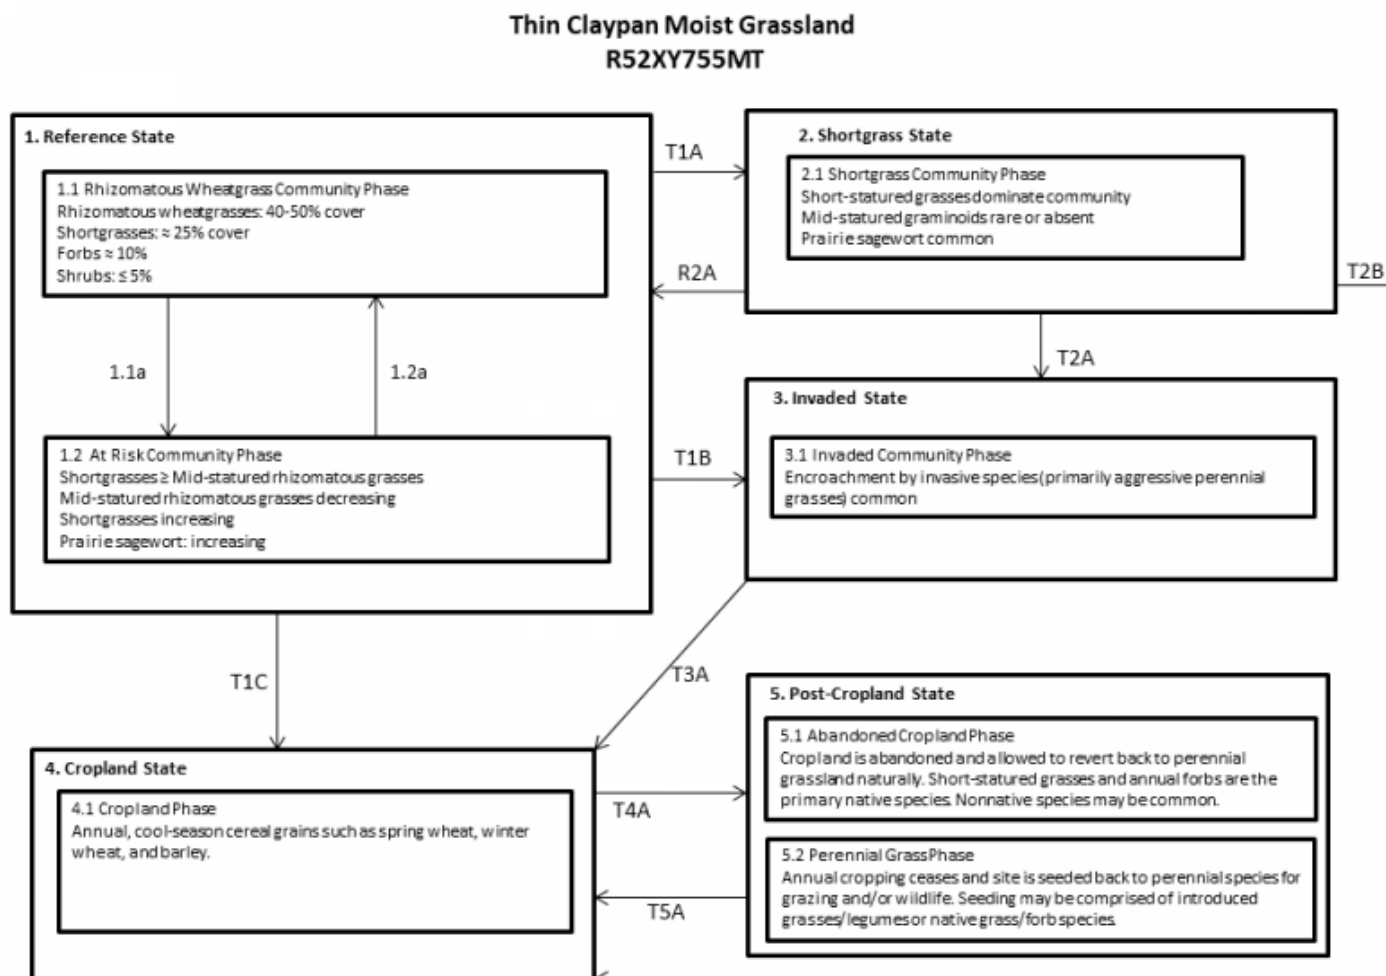 Thin Claypan Moist Grassland
R52XY755MT
1. Reference State
1.1 Rhizomatous Wheatgrass Community Phase
Rhizomatous wheatgrasses: 40-50% cover
Shortgrasses: ≈ 25% cover
Forbs ≈ 10%
Shrubs: ≤ 5%
1.1a
1.2a
1.2 At Risk Community Phase
Shortgrasses ≥ Mid-statured rhizomatous grasses
Mid-statured rhizomatous grasses decreasing
Shortgrasses increasing
Prairie sagewort: increasing
T1A
R2A
T1B
2. Shortgrass State
2.1 Shortgrass Community Phase
Short-statured grasses dominate community
Mid-statured graminoids rare or absent
Prairie sagewort common
T2B
T2A
3. Invaded State
3.1 Invaded Community Phase
Encroachment by invasive species (primarily aggressive perennial
grasses) common
T1C
T3A
4. Cropland State
4.1 Cropland Phase
Annual, cool-season cereal grains such as spring wheat, winter
wheat, and barley.
T4A
T5A
5. Post-Cropland State
5.1 Abandoned Cropland Phase
Cropland is abandoned and allowed to revert back to perennial
grassland naturally. Short-statured grasses and annual forbs are the
primary native species. Nonnative species may be common.
5.2 Perennial Grass Phase
Annual cropping ceases and site is seeded back to perennial species for
grazing and/or wildlife. Seeding may be comprised of introduced
grasses/legumes or native grass/forb species.